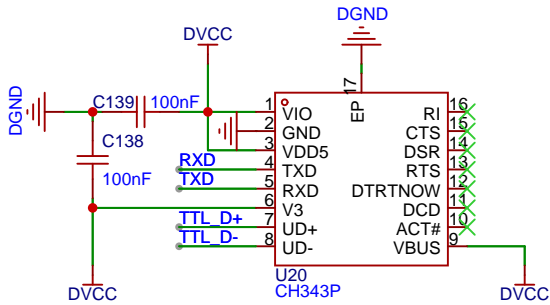 DGND
DVCC
DGND
C139
100nF
C138
100nF
DVCC
RXD
TXD
TTL_D+
TTL_D-
1
2
3
4
5
6
7
8
17
EP
VIO
GND
VDD5
TXD
RXD
V3
UD+
UD-
RI
CTS
DSR
RTS
DTRTNOW
DCD
ACT#
VBUS
16
15
14
13
12
11
10
9
U20
CH343P
DVCC